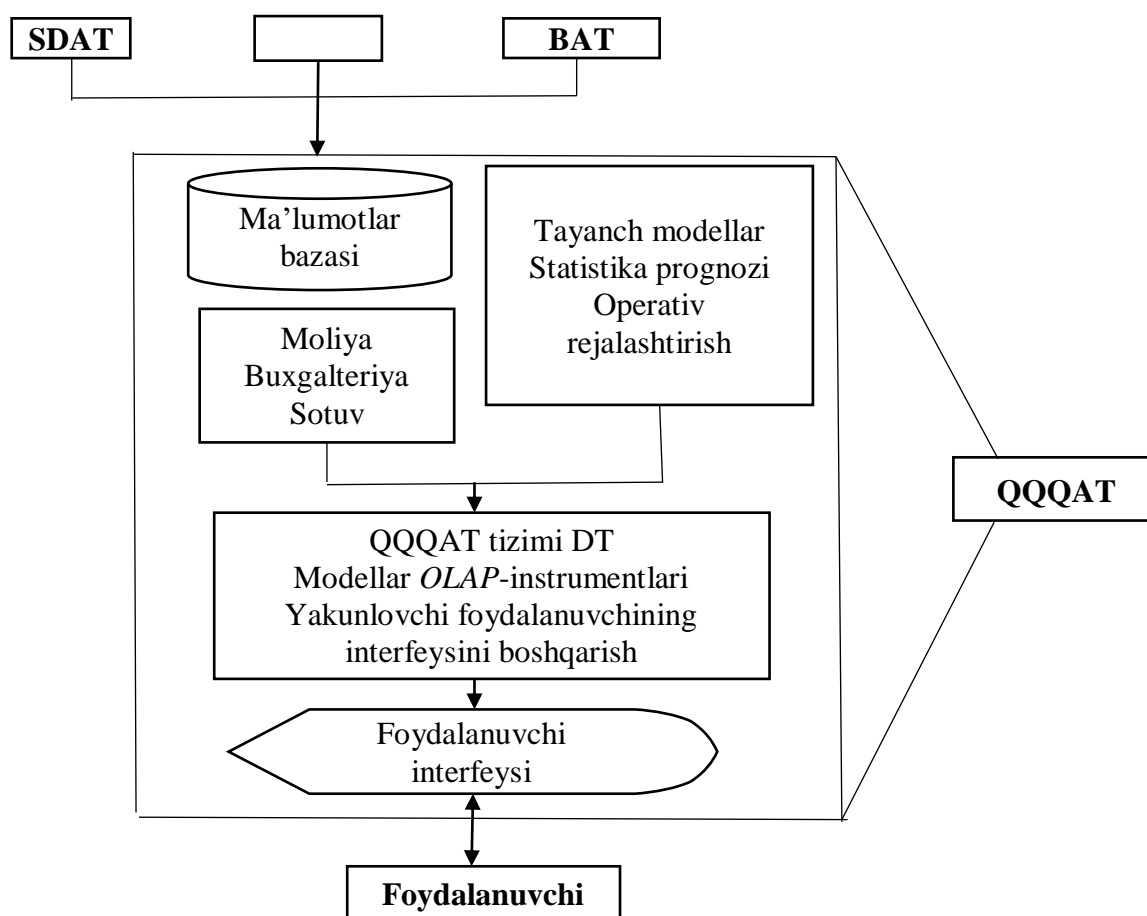 SDAT
BAT
Ma’lumotlar
bazasi
Tayanch modellar
Statistika prognozi
Operativ
rejalashtirish
Moliya
Buxgalteriya
Sotuv
QQQAT
QQQAT tizimi DT
Modellar OLAP-instrumentlari
Yakunlovchi foydalanuvchining
interfeysini boshqarish
Foydalanuvchi
interfeysi
Foydalanuvchi